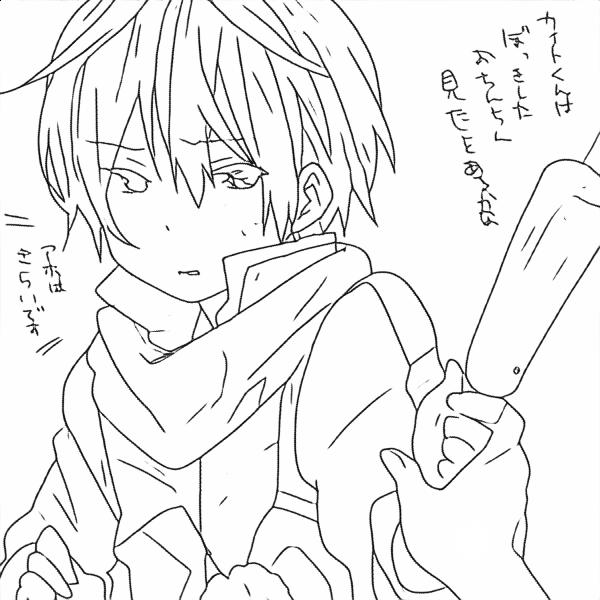 カイトくんは
ぼっきした
おちんちん
見たことあるかな
アホは
きらいです